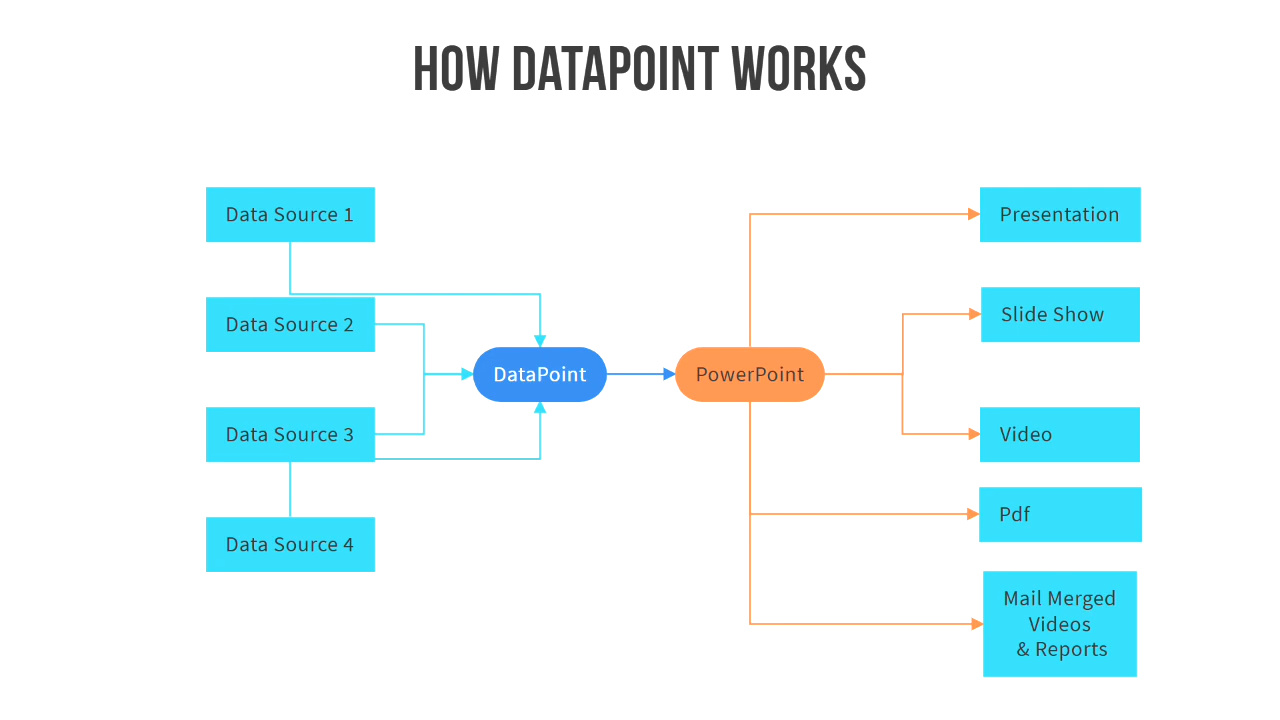 HOW DATAPOINT WORKS
Data Source 1
Data Source 2
Data Source 3
Data Source 4
DataPoint
PowerPoint
Presentation
Slide Show
Video
Pdf
Mail Merged
Videos
& Reports